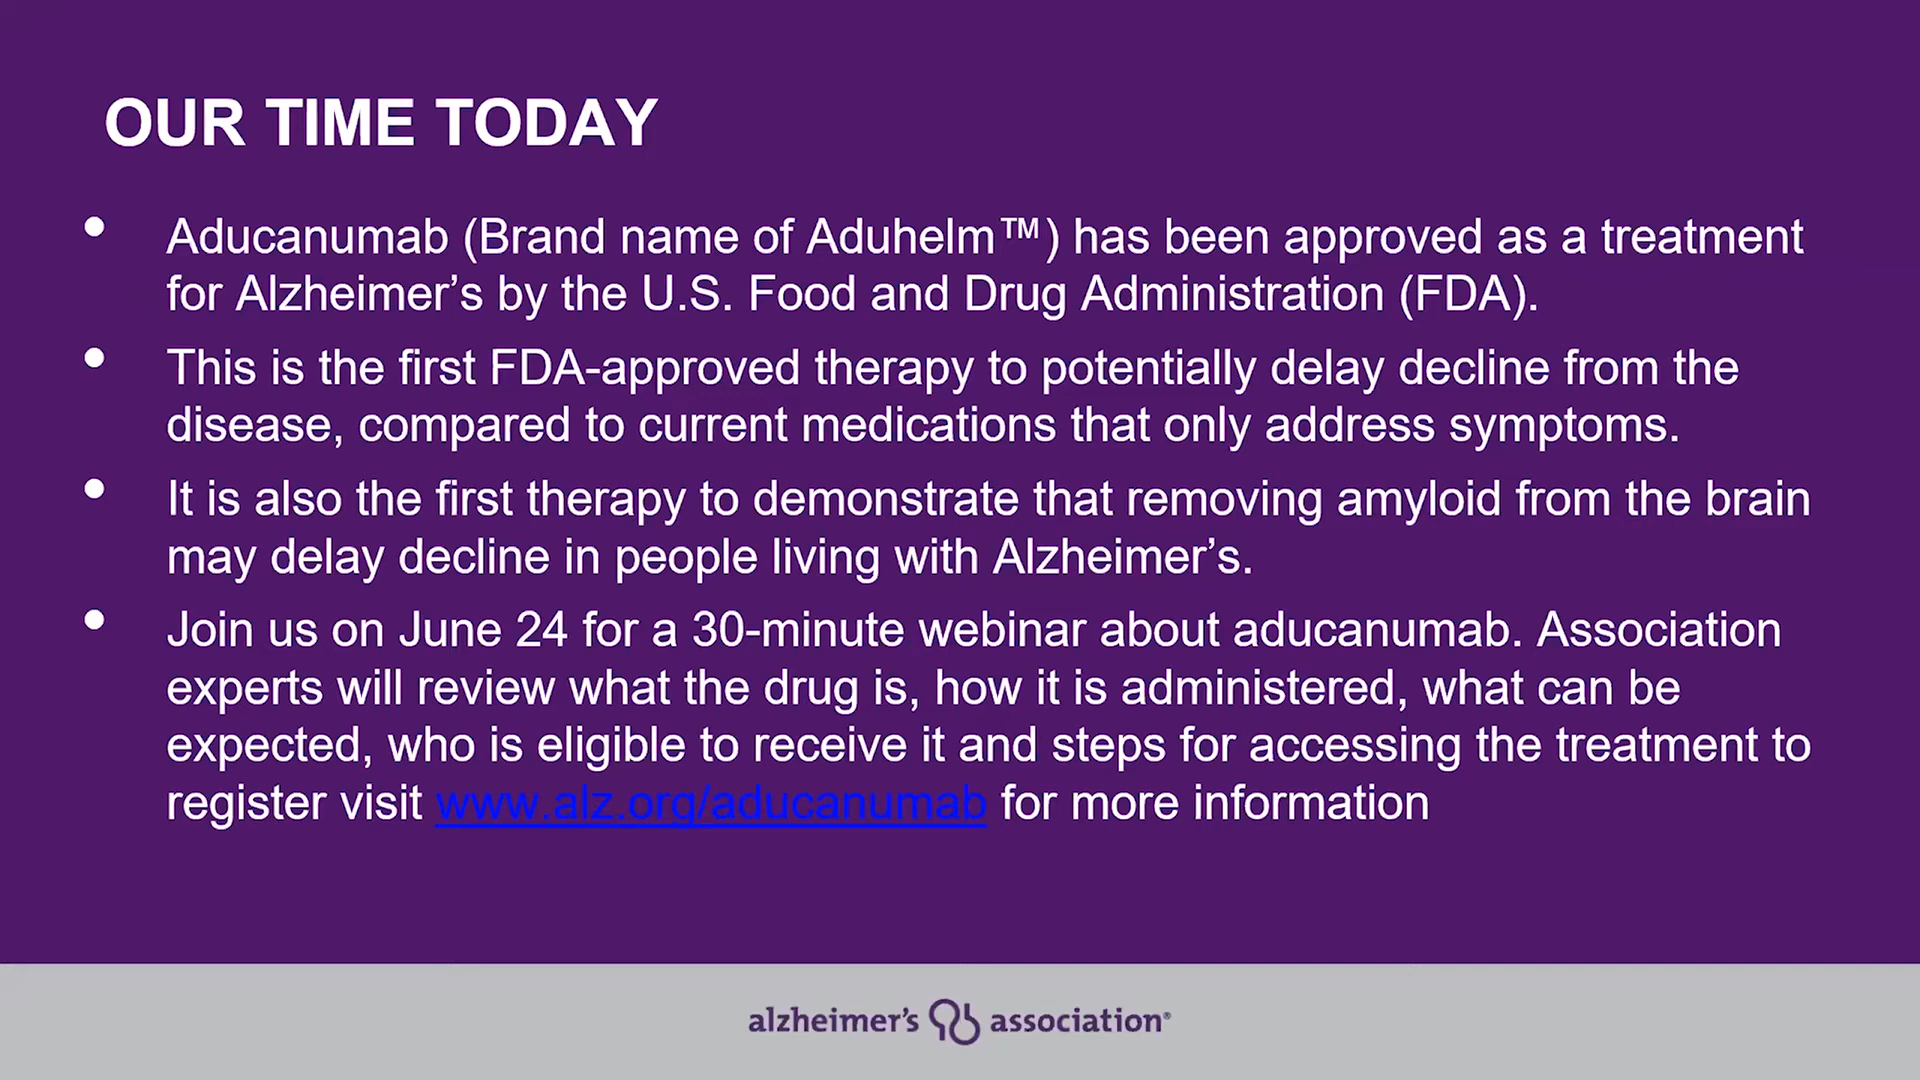 OUR TIME TODAY
• Aducanumab (Brand name of Aduhelm™) has been approved as a treatment
for Alzheimer’s by the U.S. Food and Drug Administration (FDA).
• This is the first FDA-approved therapy to potentially delay decline from the
disease, compared to current medications that only address symptoms.
• It is also the first therapy to demonstrate that removing amyloid from the brain
may delay decline in people living with Alzheimer’s.
• Join us on June 24 for a 30-minute webinar about aducanumab. Association
experts will review what the drug is, how it is administered, what can be
expected, who is eligible to receive it and steps for accessing the treatment to
register visit www.alz.org/aducanumab for more information
alzheimer’s association®